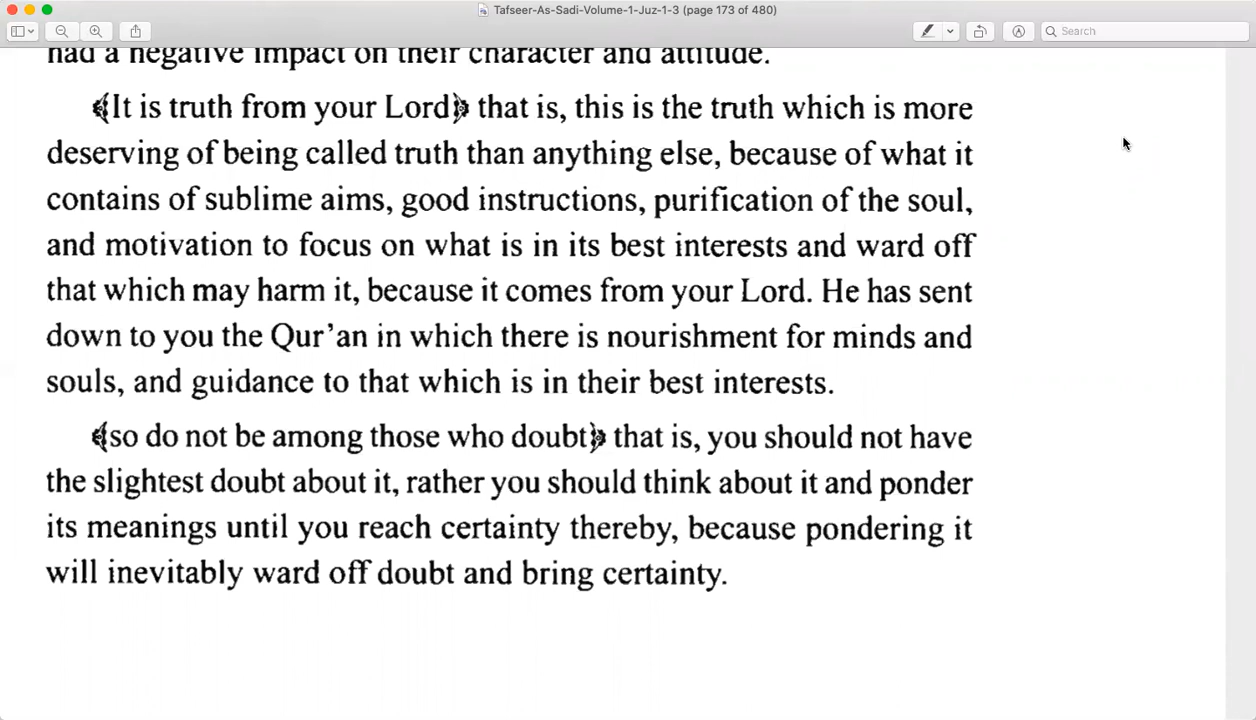 Tafseer-As-Sadi-Volume-1-Juz-1-3 (page 173 of 480)
Search
had a negative impact on their character and attitude.
﴾It is truth from your Lord﴿ that is, this is the truth which is more
deserving of being called truth than anything else, because of what it
contains of sublime aims, good instructions, purification of the soul,
and motivation to focus on what is in its best interests and ward off
that which may harm it, because it comes from your Lord. He has sent
down to you the Qur’an in which there is nourishment for minds and
souls, and guidance to that which is in their best interests.
﴾so do not be among those who doubt﴿ that is, you should not have
the slightest doubt about it, rather you should think about it and ponder
its meanings until you reach certainty thereby, because pondering it
will inevitably ward off doubt and bring certainty.